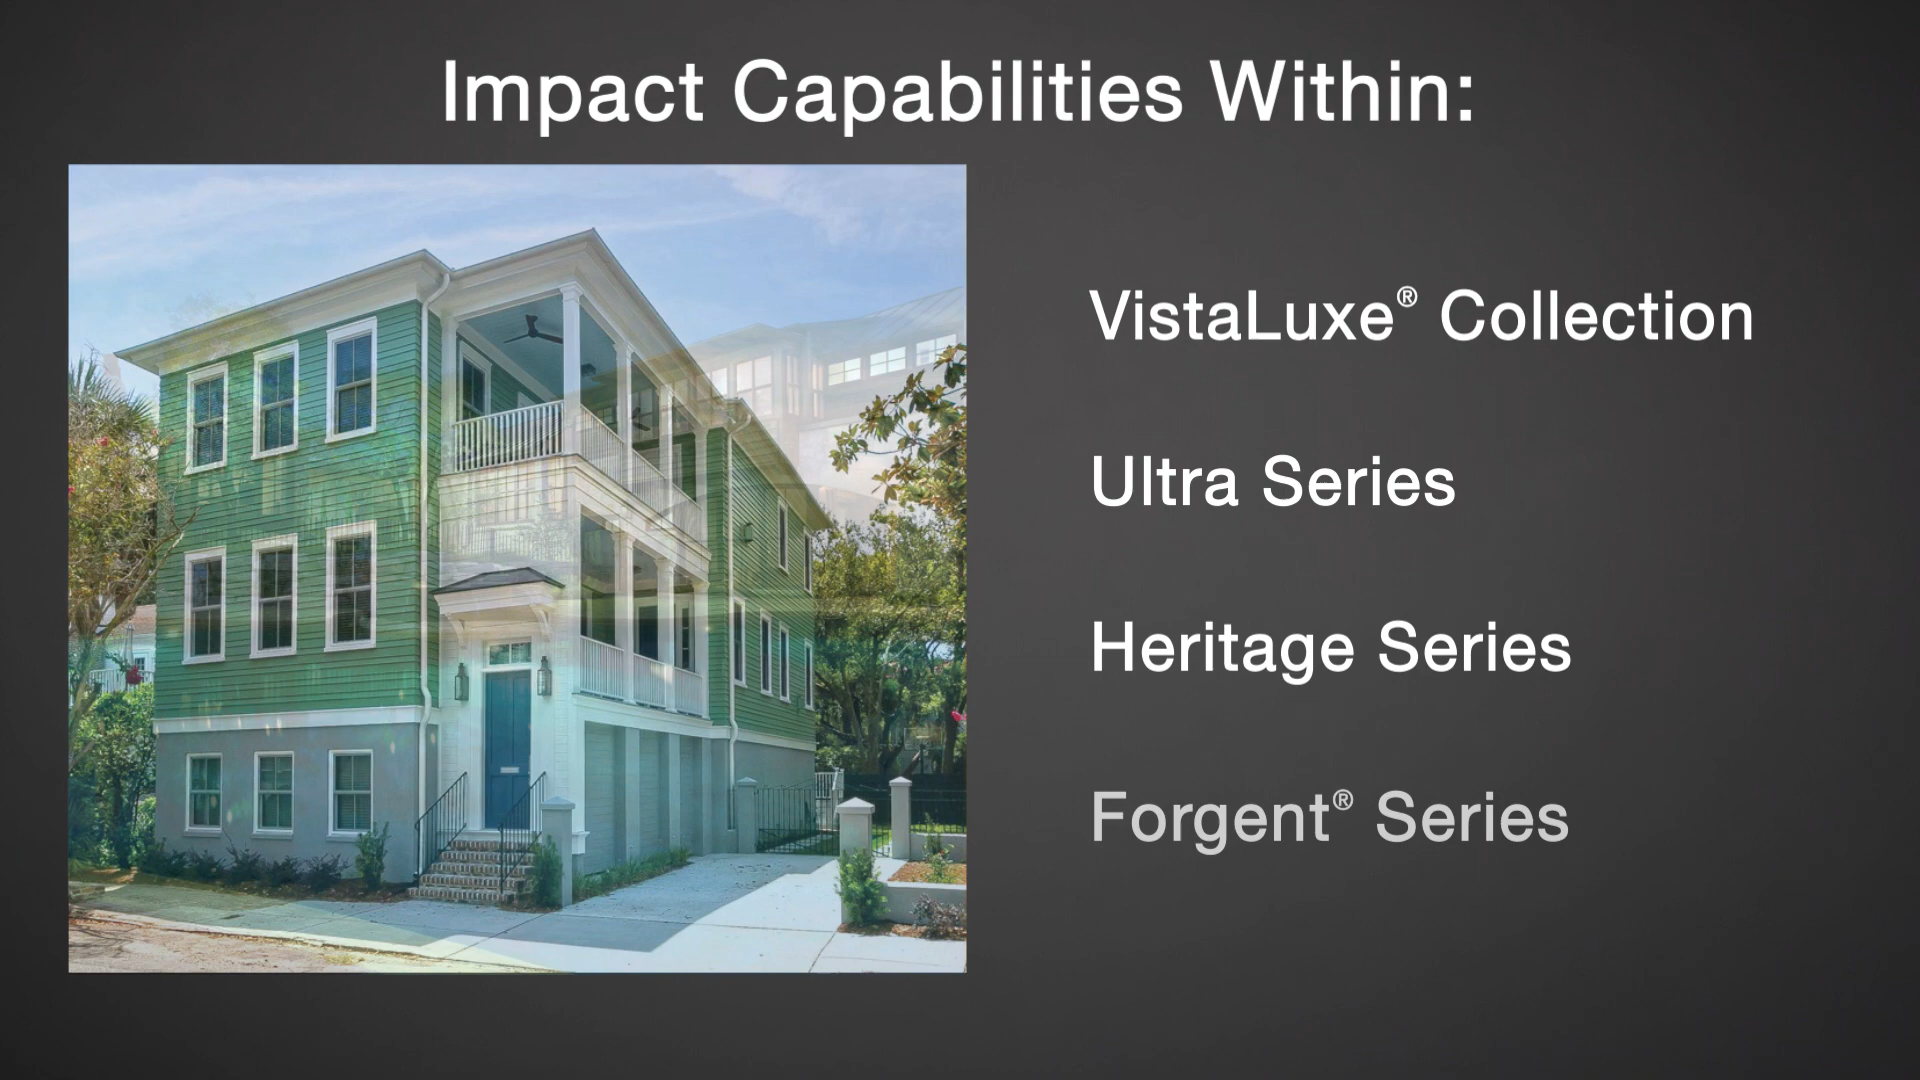 Impact Capabilities Within:
VistaLuxe® Collection
Ultra Series
Heritage Series
Forgent® Series